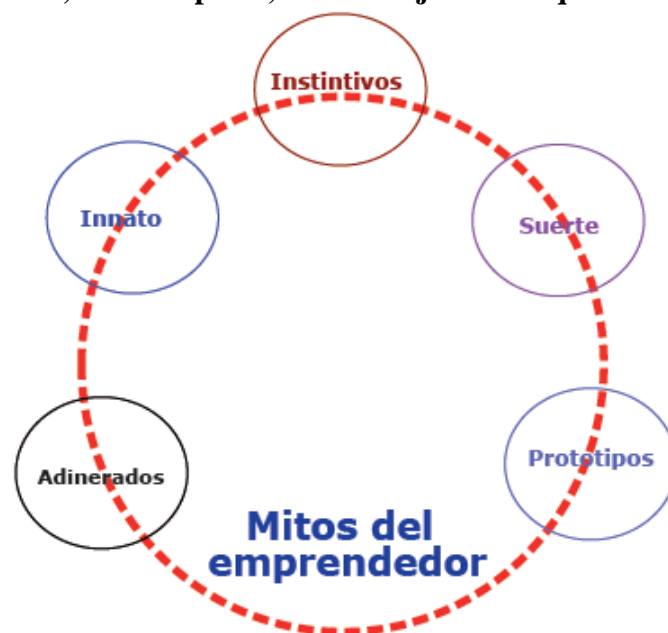 Instintivos
Innato
Suerte
Adinerados
Prototipos
Mitos del
emprendedor